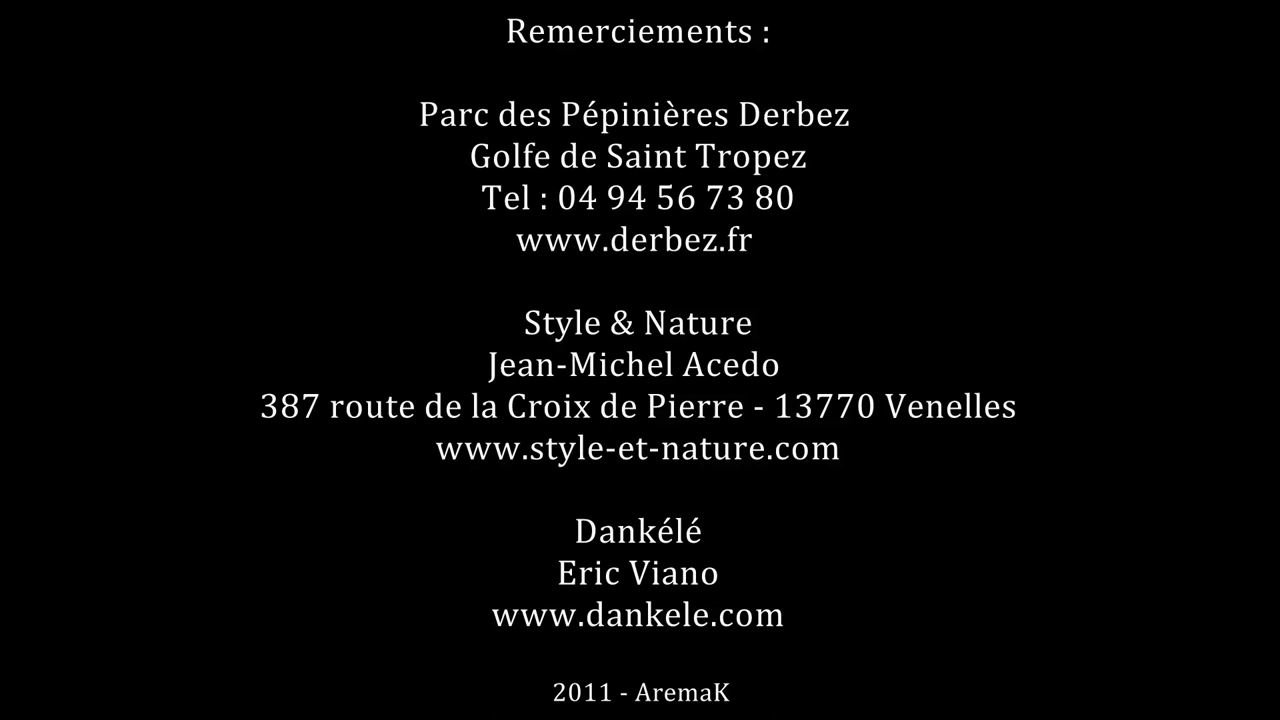 Remerciements :
Parc des Pépinières Derbez
Golfe de Saint Tropez
Tel : 04 94 56 73 80
www.derbez.fr
Style & Nature
Jean-Michel Acedo
387 route de la Croix de Pierre - 13770 Venelles
www.style-et-nature.com
Dankélé
Eric Viano
www.dankele.com
2011 - AremaK